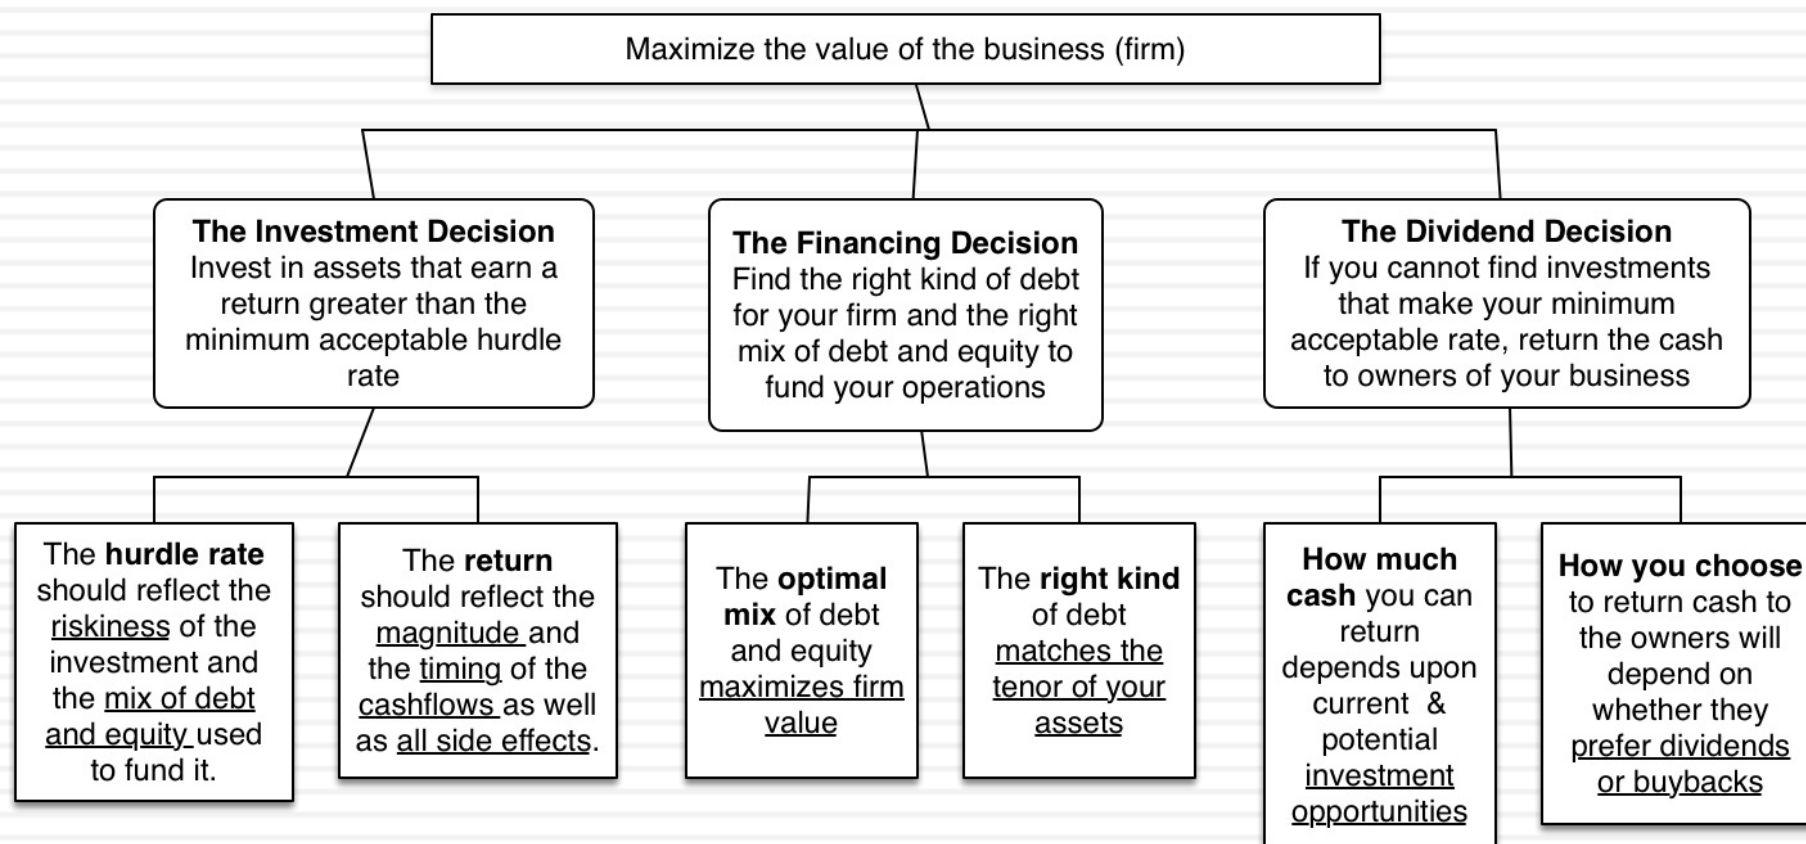 Maximize the value of the business (firm)
The Investment Decision
Invest in assets that earn a
return greater than the
minimum acceptable hurdle
rate
The Financing Decision
Find the right kind of debt
for your firm and the right
mix of debt and equity to
fund your operations
The Dividend Decision
If you cannot find investments
that make your minimum
acceptable rate, return the cash
to owners of your business
The hurdle rate
should reflect the
riskiness of the
investment and
the mix of debt
and equity used
to fund it.
The return
should reflect the
magnitude and
the timing of the
cashflows as well
as all side effects.
The optimal
mix of debt
and equity
maximizes firm
value
The right kind
of debt
matches the
tenor of your
assets
How much
cash you can
return
depends upon
current &
potential
investment
opportunities
How you choose
to return cash to
the owners will
depend on
whether they
prefer dividends
or buybacks